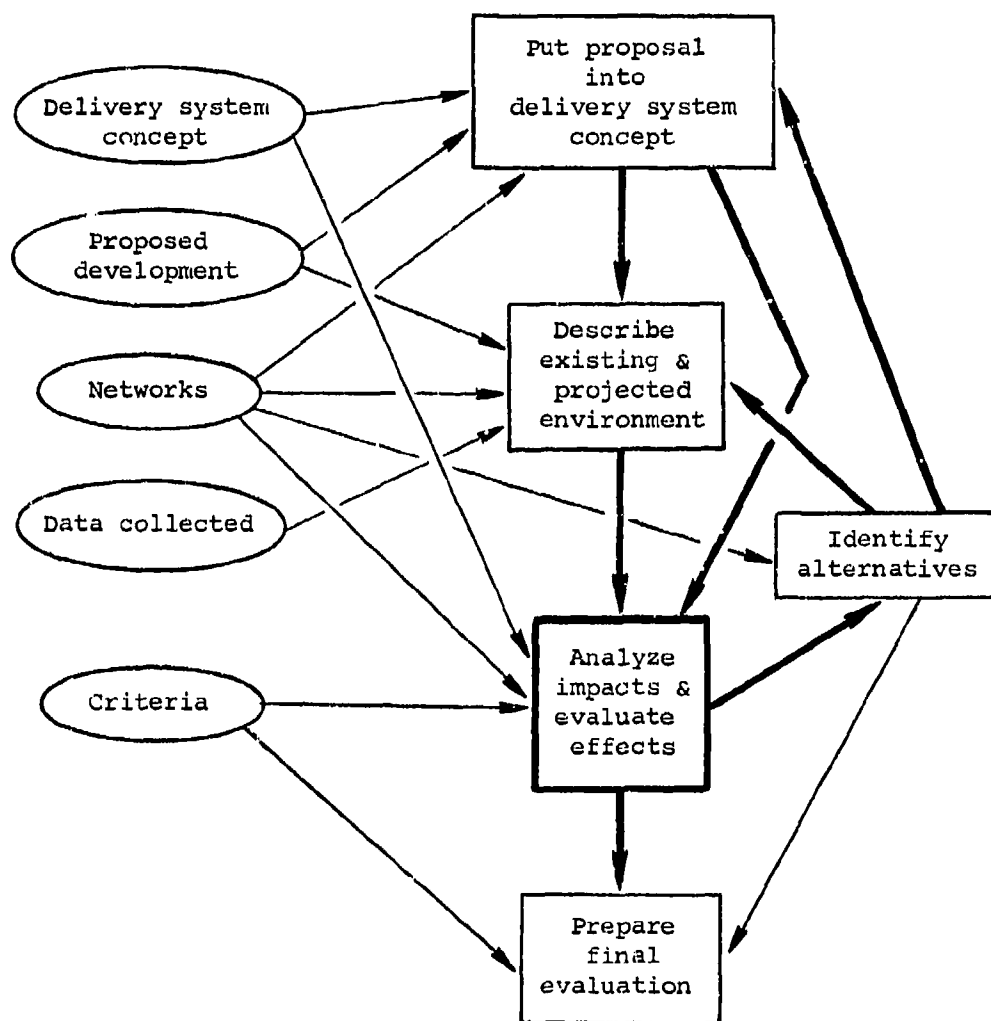 Put proposal
into
delivery system
concept
Delivery system
concept
Proposed
development
Networks
Data collected
Criteria
Describe
existing &
projected
environment
Identify
alternatives
Analyze
impacts &
evaluate
effects
Prepare
final
evaluation